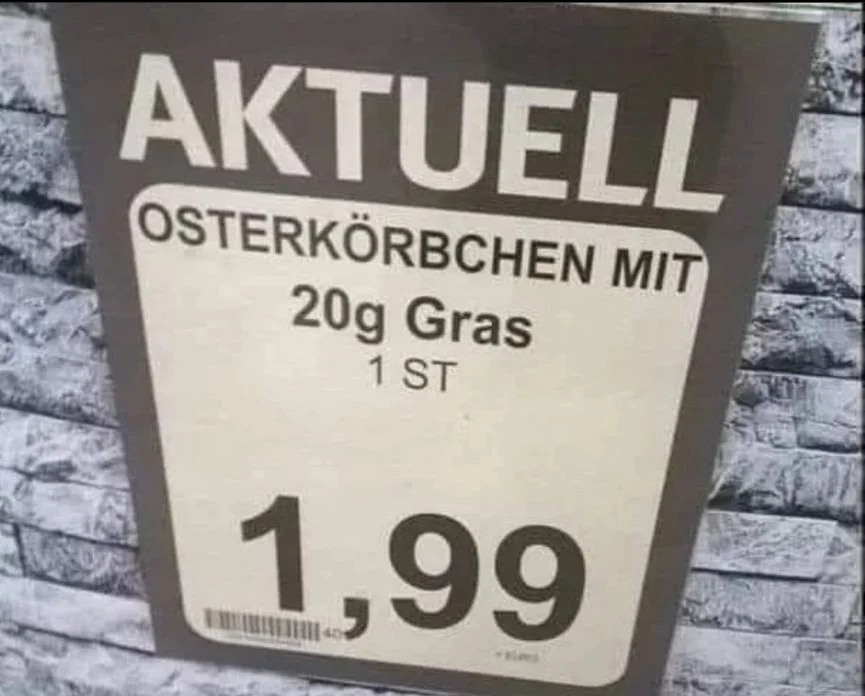 AKTUELL
OSTERKÖRBCHEN MIT
20g Gras
1 ST
1,99